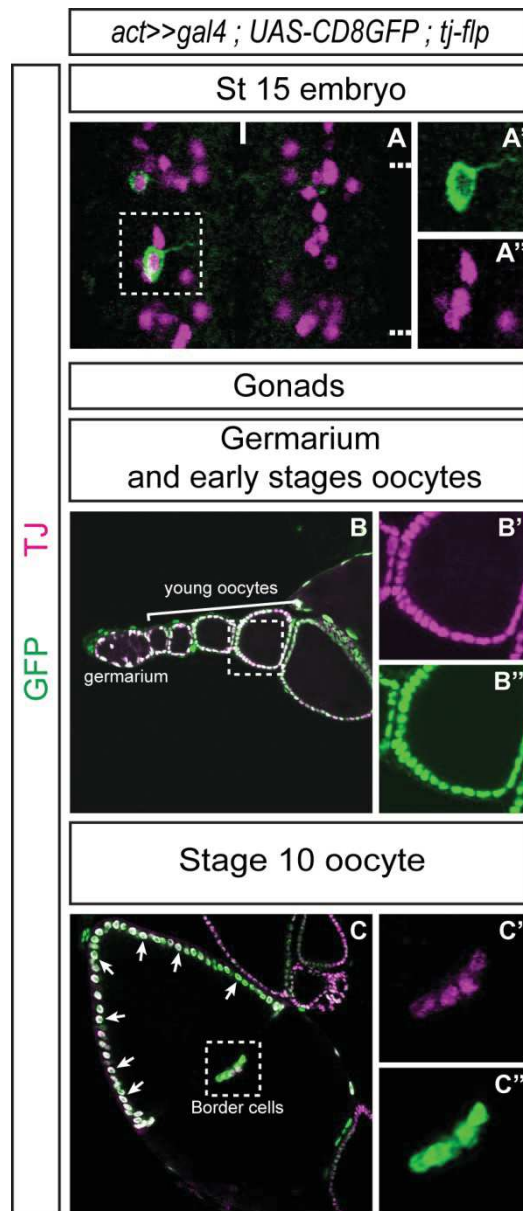 act>>gal4 ; UAS-CD8GFP ; tj-flp
St 15 embryo
A
A'
A''
Gonads
Germarium
and early stages oocytes
B
young oocytes
germarium
B'
B''
Stage 10 oocyte
C
Border cells
C'
C''
GFP TJ